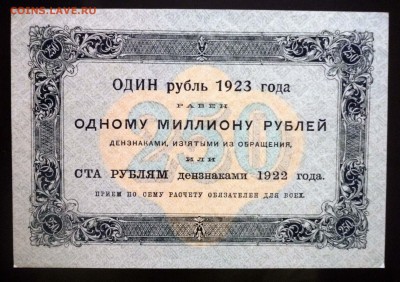 COINS.LAVE.RU
ОДИН рубль 1923 года
РАВЕН
ОДНОМУ МИЛЛИОНУ РУБЛЕЙ
ДЕНЗНАКАМИ, ИЗЯТЫМИ ИЗ ОБРАЩЕНИЯ,
ИЛИ
СТА РУБЛЯМ дензнаками 1922 года.
ПРИЕМ ПО СЕМУ РАСЧЕТУ ОБЯЗАТЕЛЕН ДЛЯ ВСЕХ.
250